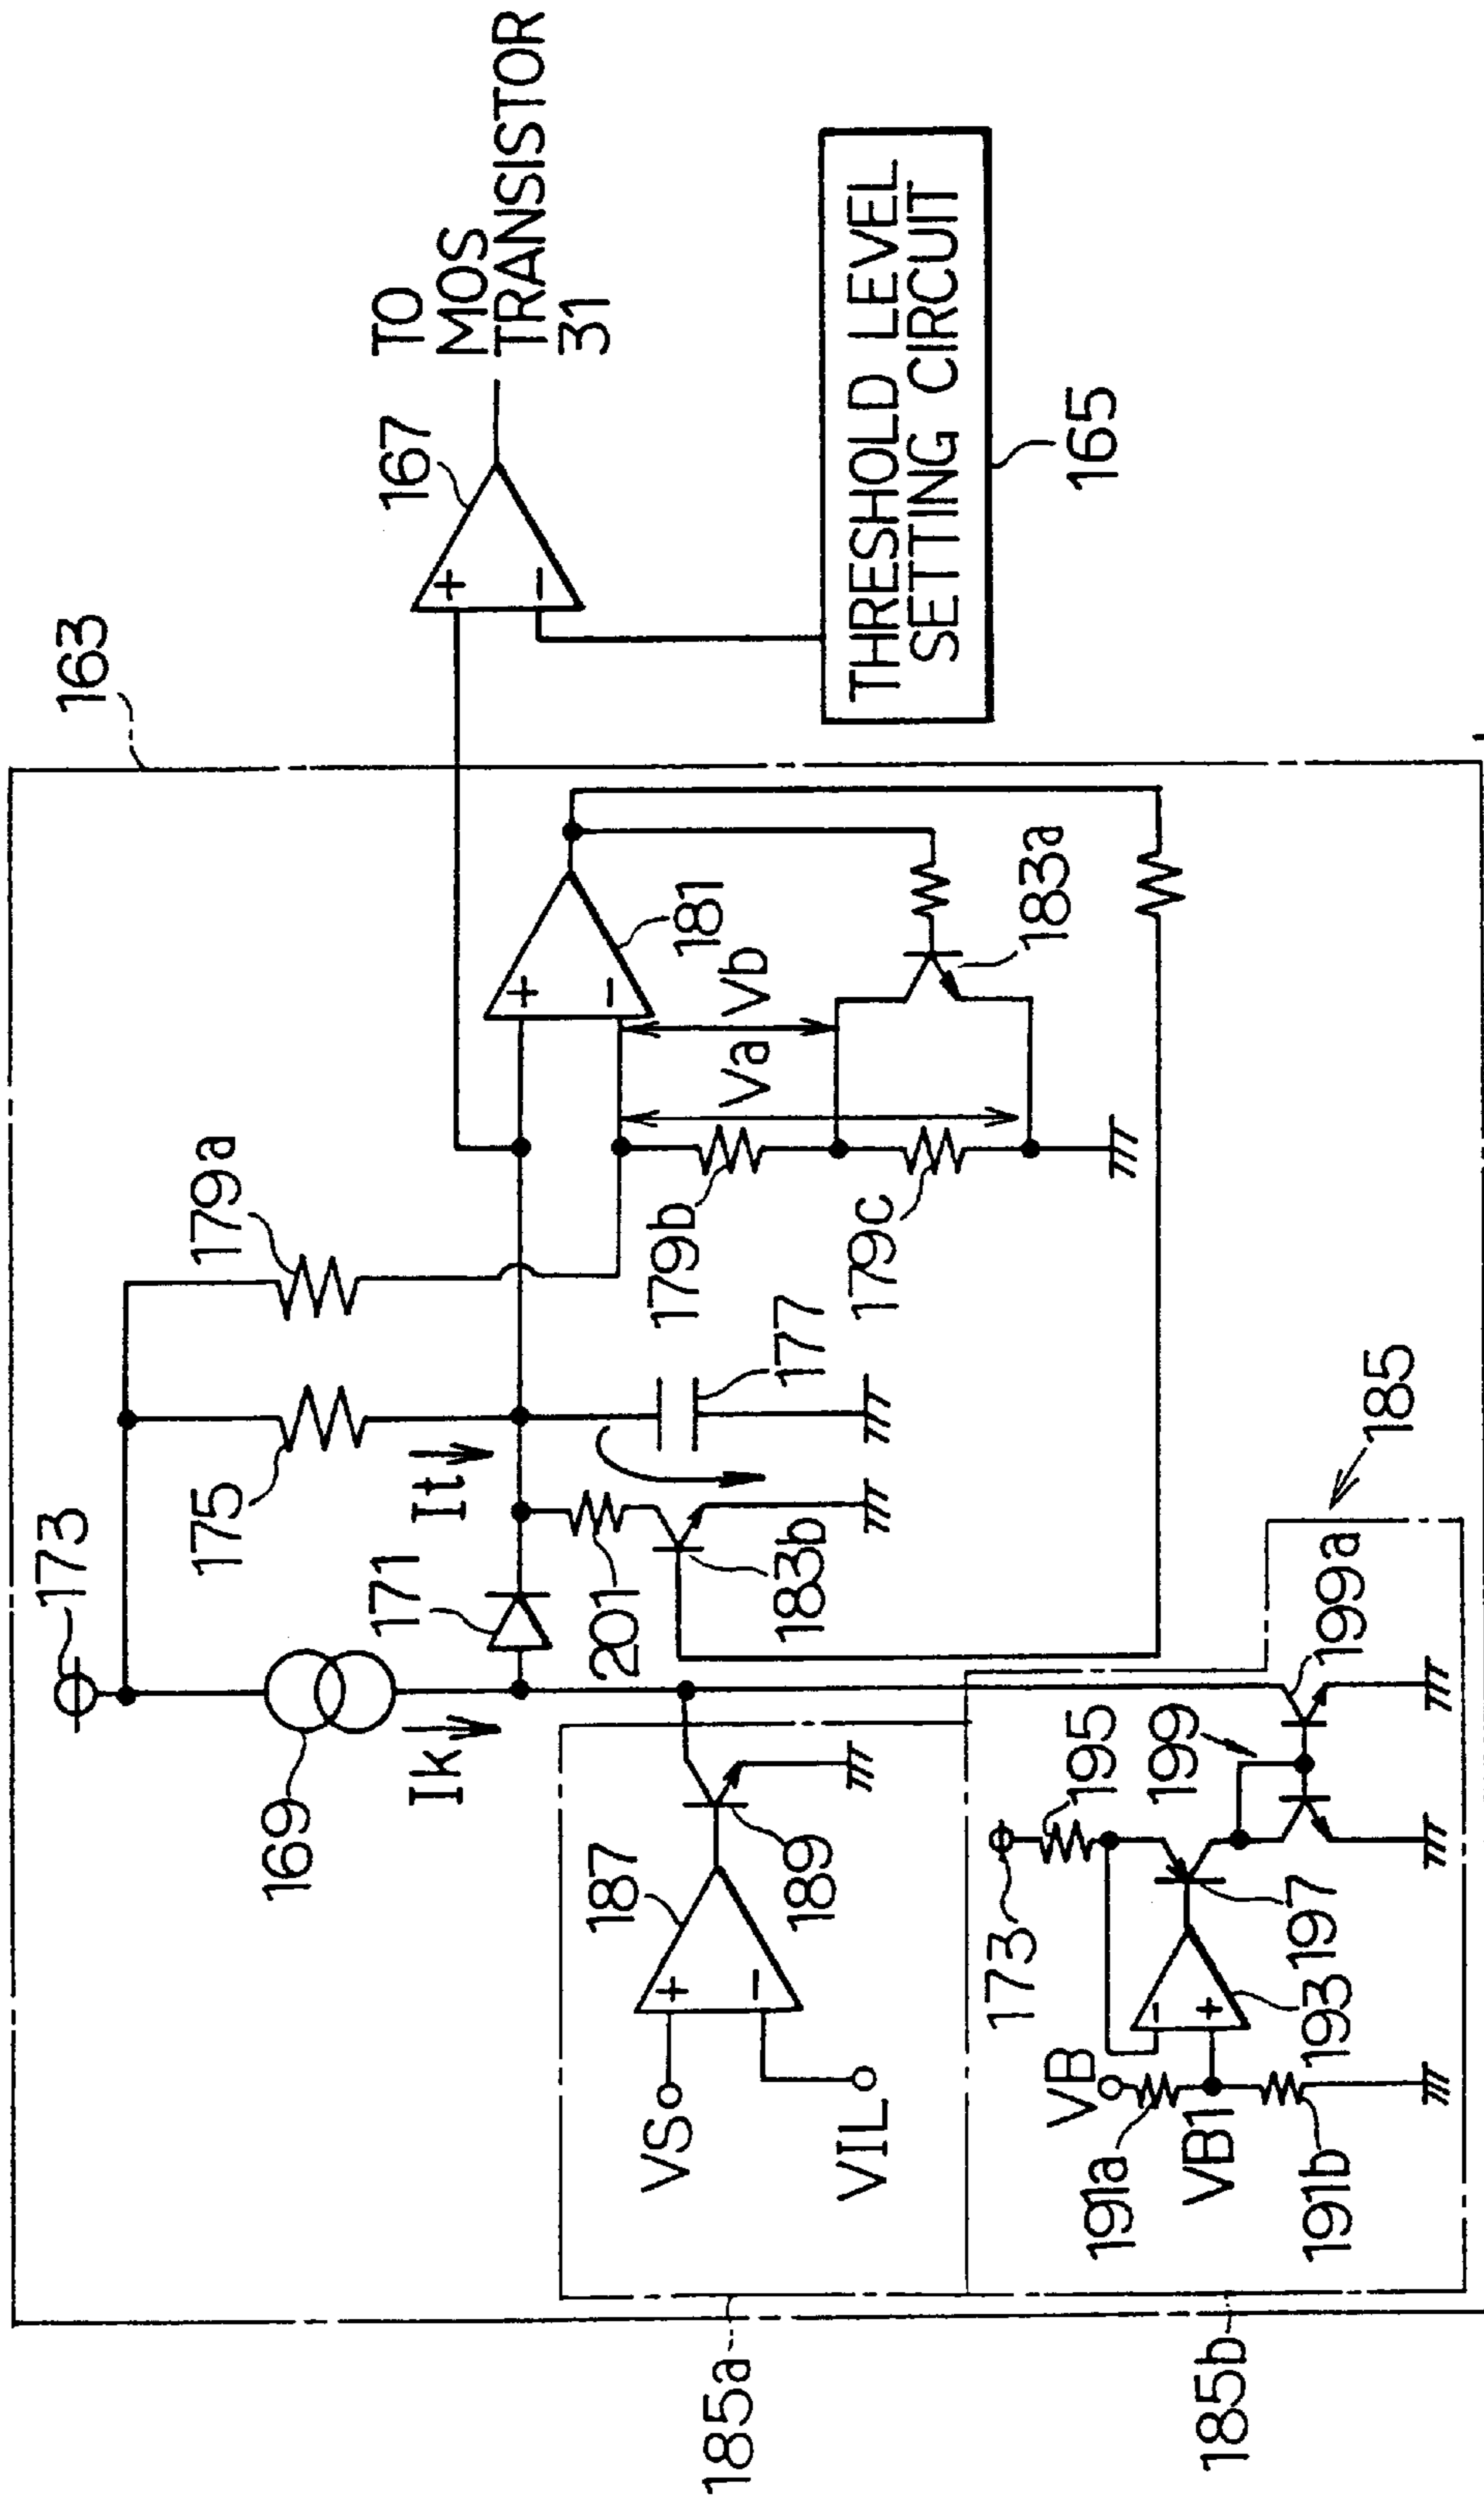 163
173
169
IK
175
It
171
179a
167
+
−
TO
MOS
TRANSISTOR
31
+
−
181
Va
Vb
201
183b
177
179b
179c
183a
THRESHOLD LEVEL
SETTING CIRCUIT
165
VS
VIL
+
−
187
189
185a
VB
191a
VB1
191b
−
+
193
197
173
195
199
199a
185
185b